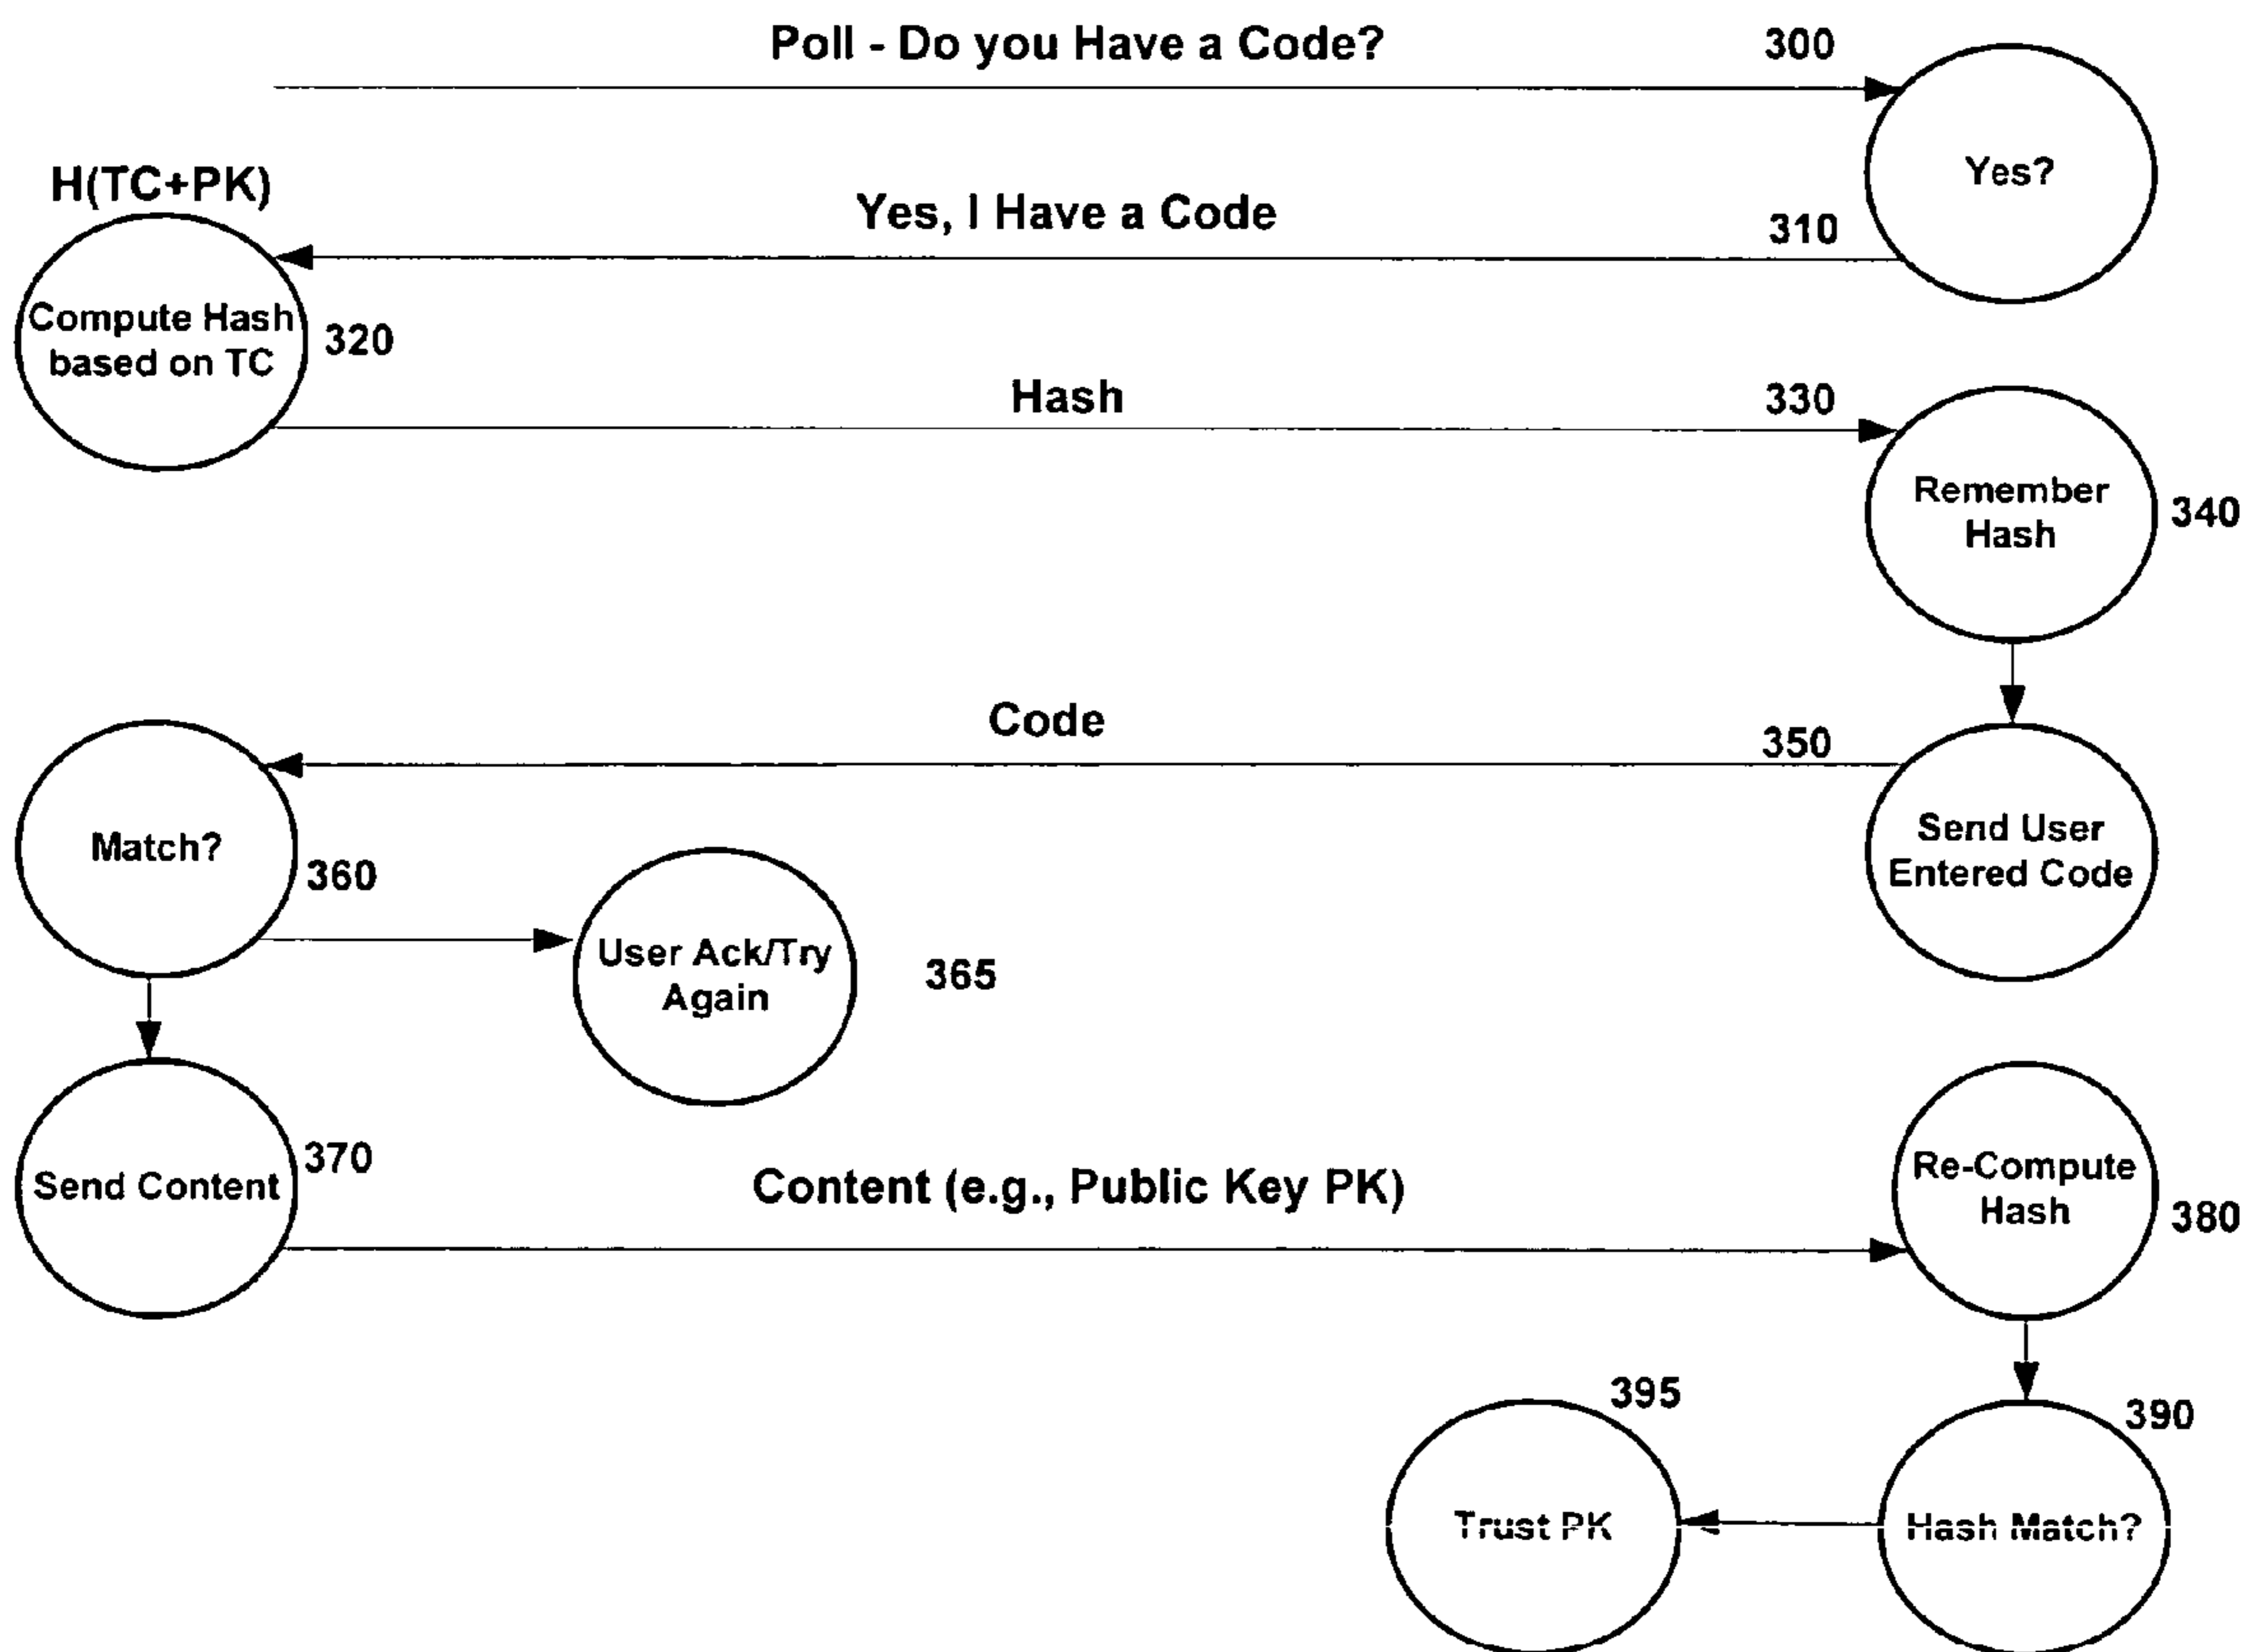 Poll - Do you Have a Code?
300
Yes?
H(TC+PK)
Yes, I Have a Code
310
Compute Hash
based on TC
320
Hash
330
Remember
Hash
340
Code
350
Match?
360
Send User
Entered Code
User Ack/Try
Again
365
Send Content
370
Content (e.g., Public Key PK)
Re-Compute
Hash
380
395
390
Trust PK
Hash Match?